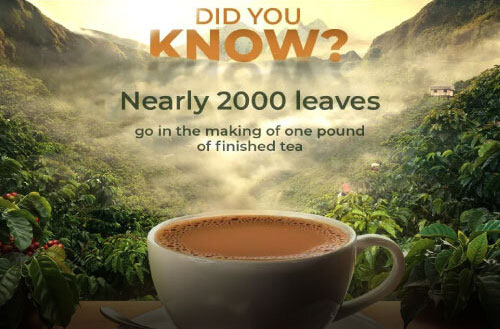 DID YOU
KNOW?
Nearly 2000 leaves
go in the making of one pound
of finished tea